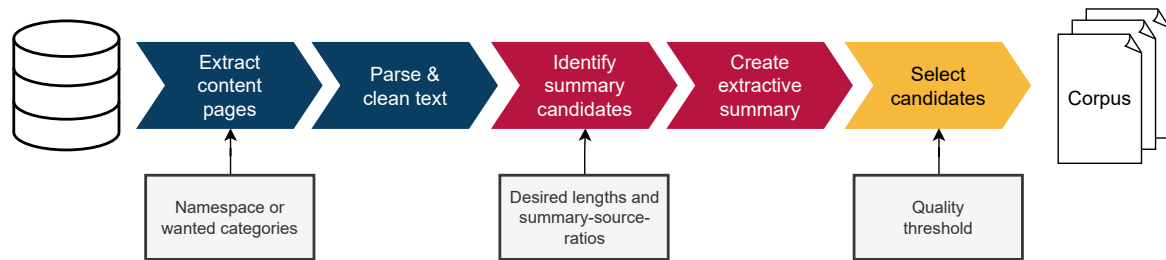 Extract
content
pages
Parse &
clean text
Identify
summary
candidates
Create
extractive
summary
Select
candidates
Corpus
Namespace or
wanted categories
Desired lengths and
summary-source-
ratios
Quality
threshold